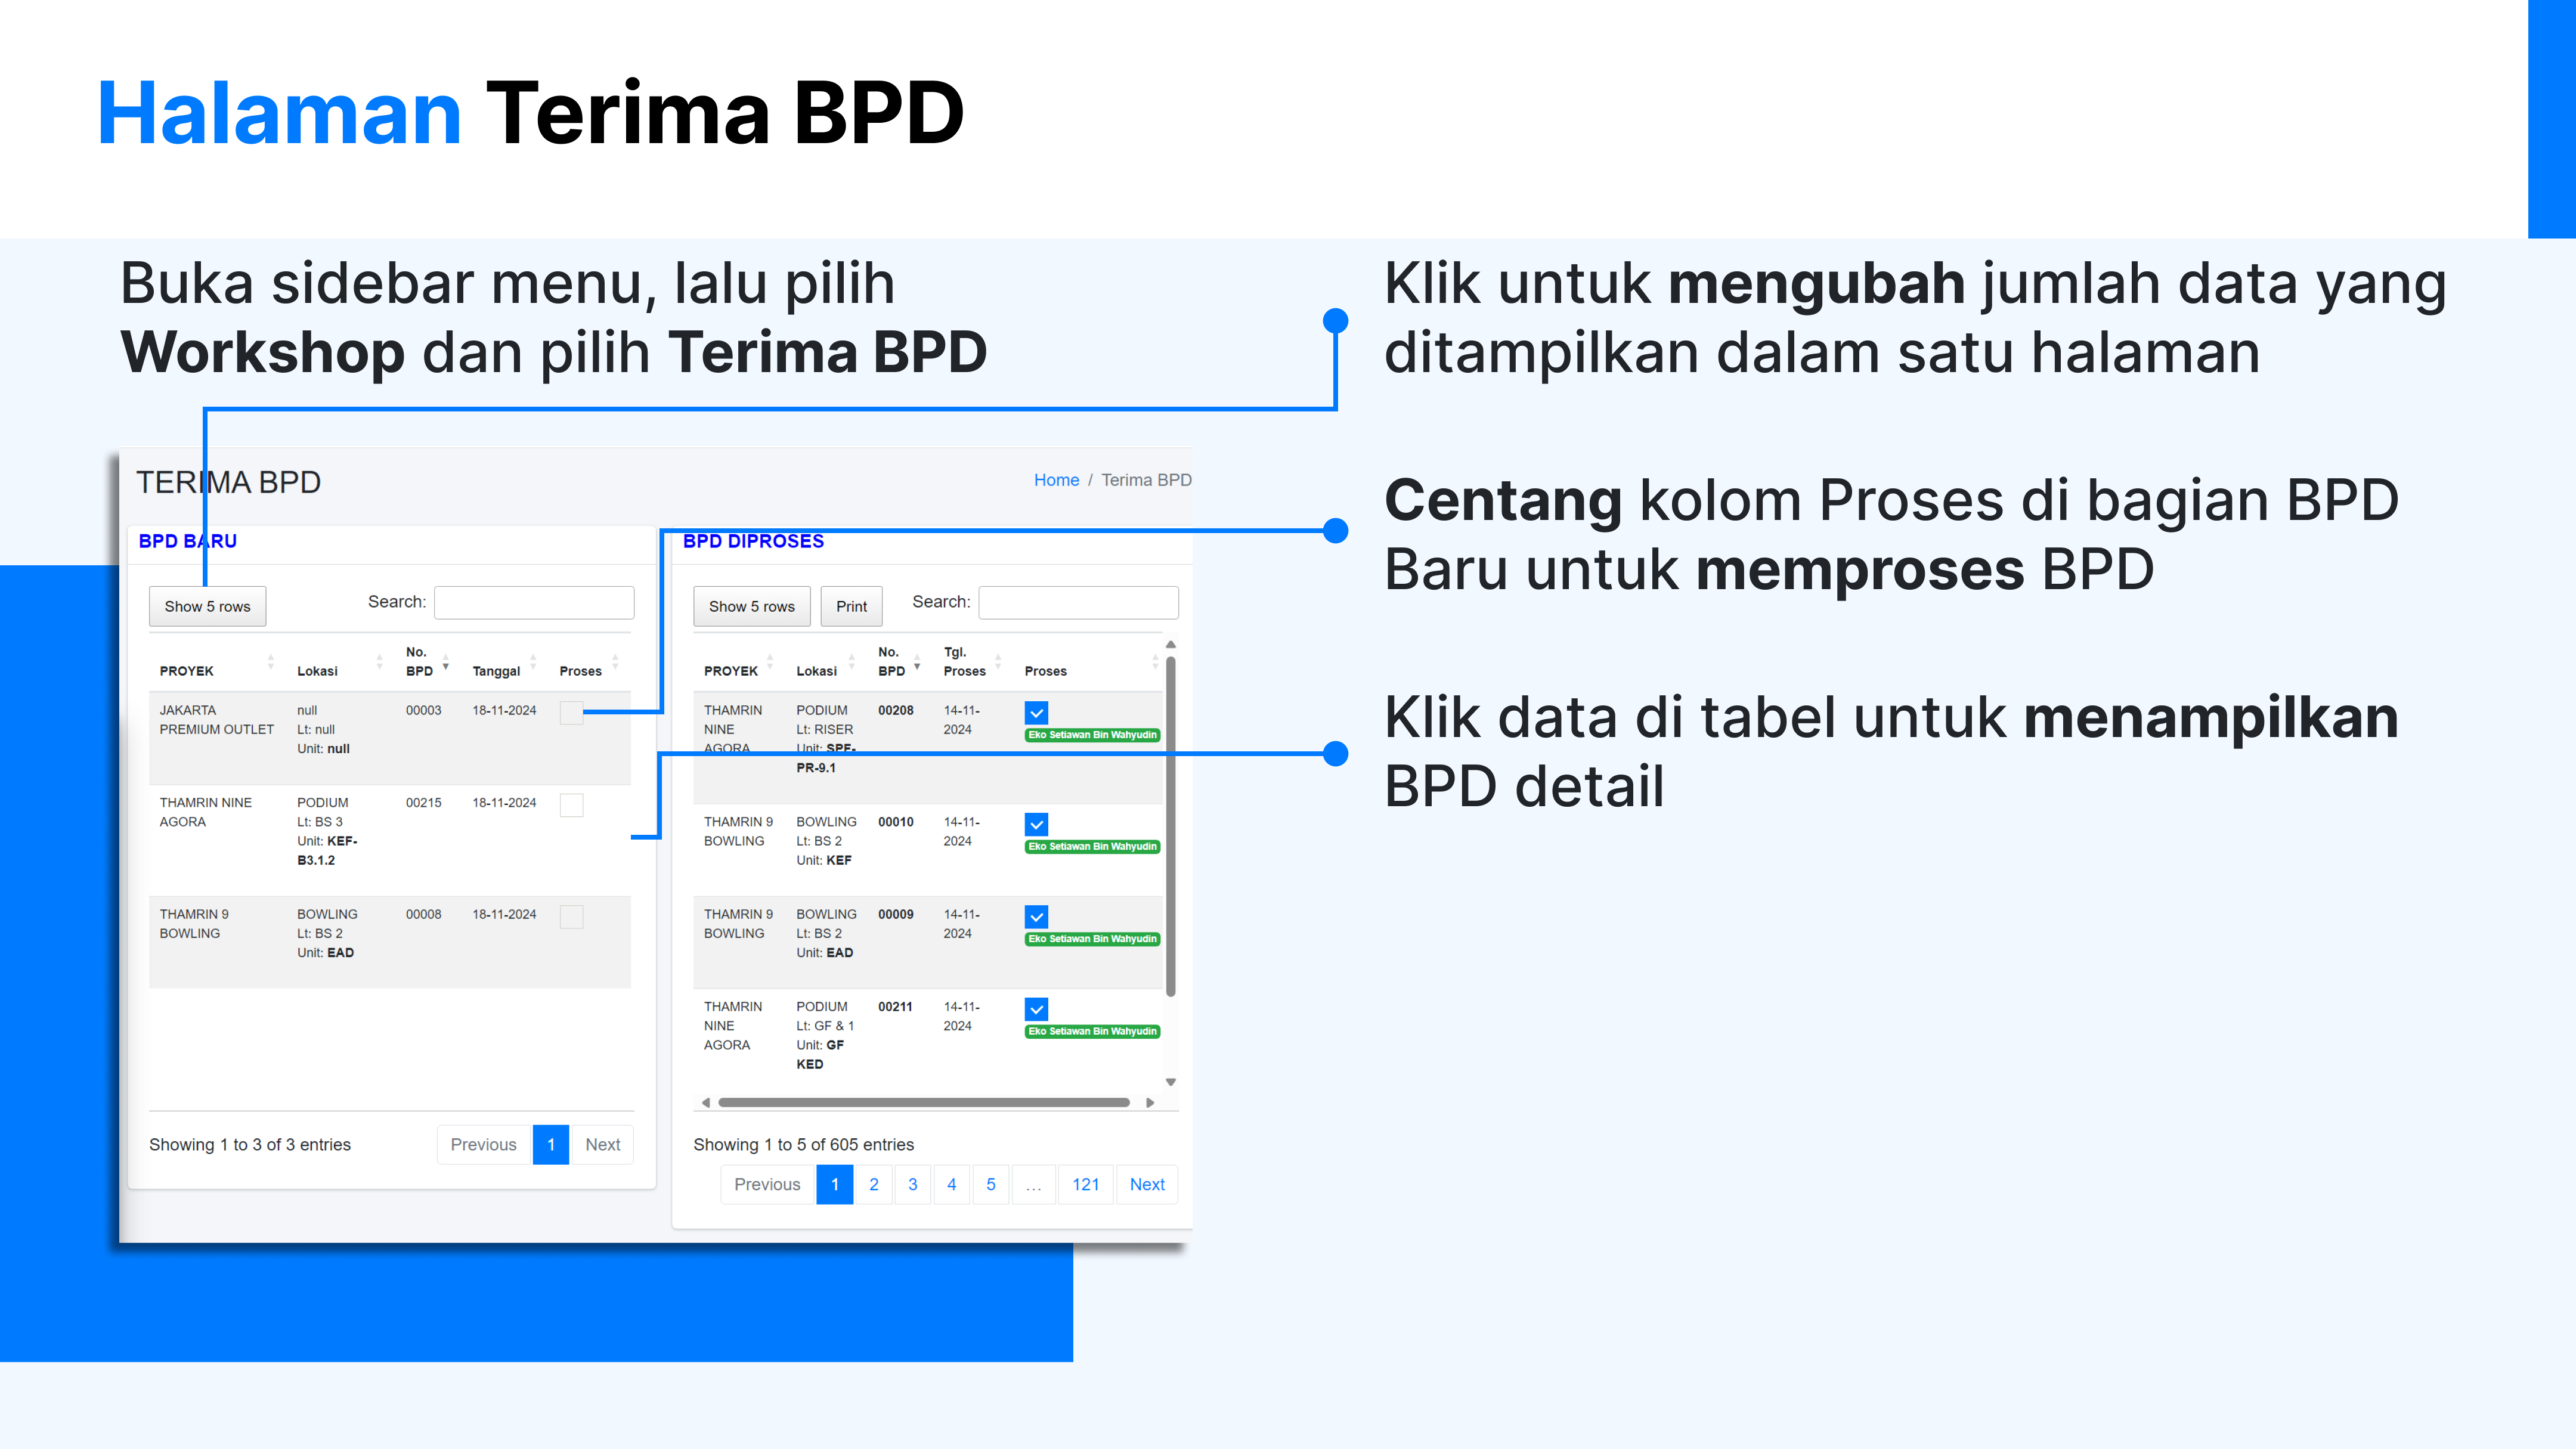 Halaman Terima BPD
Buka sidebar menu, lalu pilih
Workshop dan pilih Terima BPD
Klik untuk mengubah jumlah data yang
ditampilkan dalam satu halaman
Centang kolom Proses di bagian BPD
Baru untuk memproses BPD
Klik data di tabel untuk menampilkan
BPD detail
TERIMA BPD
Home / Terima BPD
BPD BARU
Show 5 rows Search:
PROYEK Lokasi No. BPD Tanggal Proses
JAKARTA null 00003 18-11-2024
PREMIUM OUTLET Lt: null
Unit: null
THAMRIN NINE PODIUM 00215 18-11-2024
AGORA Lt: BS 3
Unit: KEF-
B3.1.2
THAMRIN 9 BOWLING 00008 18-11-2024
BOWLING Lt: BS 2
Unit: EAD
Showing 1 to 3 of 3 entries
Previous 1 Next
BPD DIPROSES
Show 5 rows Print Search:
PROYEK Lokasi No. BPD Tgl. Proses Proses
THAMRIN PODIUM 00208 14-11-
NINE Lt: RISER 2024 Eko Setiawan Bin Wahyudin
AGORA Unit: SPF-
PR-9.1
THAMRIN 9 BOWLING 00010 14-11-
BOWLING Lt: BS 2 2024 Eko Setiawan Bin Wahyudin
Unit: KEF
THAMRIN 9 BOWLING 00009 14-11-
BOWLING Lt: BS 2 2024 Eko Setiawan Bin Wahyudin
Unit: EAD
THAMRIN PODIUM 00211 14-11-
NINE Lt: GF & 1 2024 Eko Setiawan Bin Wahyudin
AGORA Unit: GF
KED
Showing 1 to 5 of 605 entries
Previous 1 2 3 4 5 ... 121 Next